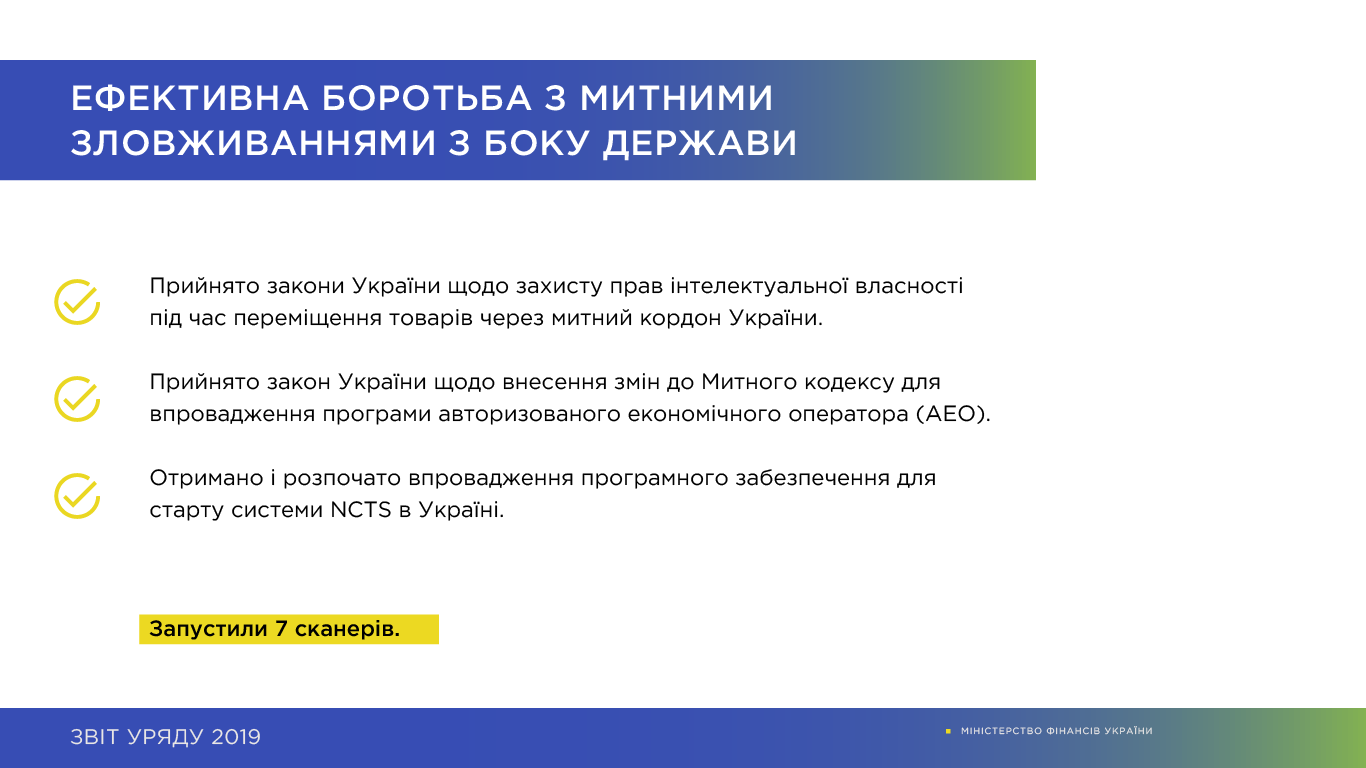 ЕФЕКТИВНА БОРОТЬБА З МИТНИМИ
ЗЛОВЖИВАННЯМИ З БОКУ ДЕРЖАВИ
Прийнято закони України щодо захисту прав інтелектуальної власності
під час переміщення товарів через митний кордон України.
Прийнято закон України щодо внесення змін до Митного кодексу для
впровадження програми авторизованого економічного оператора (АЕО).
Отримано і розпочато впровадження програмного забезпечення для
старту системи NCTS в Україні.
Запустили 7 сканерів.
ЗВІТ УРЯДУ 2019
МІНІСТЕРСТВО ФІНАНСІВ УКРАЇНИ